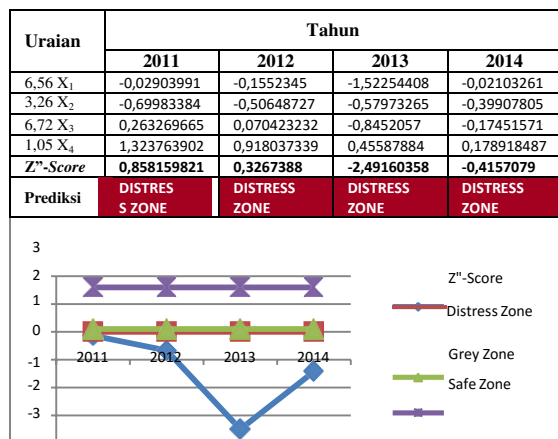 Uraian Tahun
2011 2012 2013 2014
6,56 X1 -0,02903991 -0,1552345 -1,52254408 -0,02103261
3,26 X2 -0,69983384 -0,50648727 -0,57973265 -0,39907805
6,72 X3 0,263269665 0,070423232 -0,8452057 -0,17451571
1,05 X4 1,323763902 0,918037339 0,45587884 0,178918487
Z”-Score 0,858159821 0,3267388 -2,49160358 -0,4157079
Prediksi DISTRES DISTRESS DISTRESS DISTRESS
S ZONE ZONE ZONE ZONE
3
2
1
0
-1
-2
-3
2011 2012 2013 2014
Z"-Score
Distress Zone
Grey Zone
Safe Zone